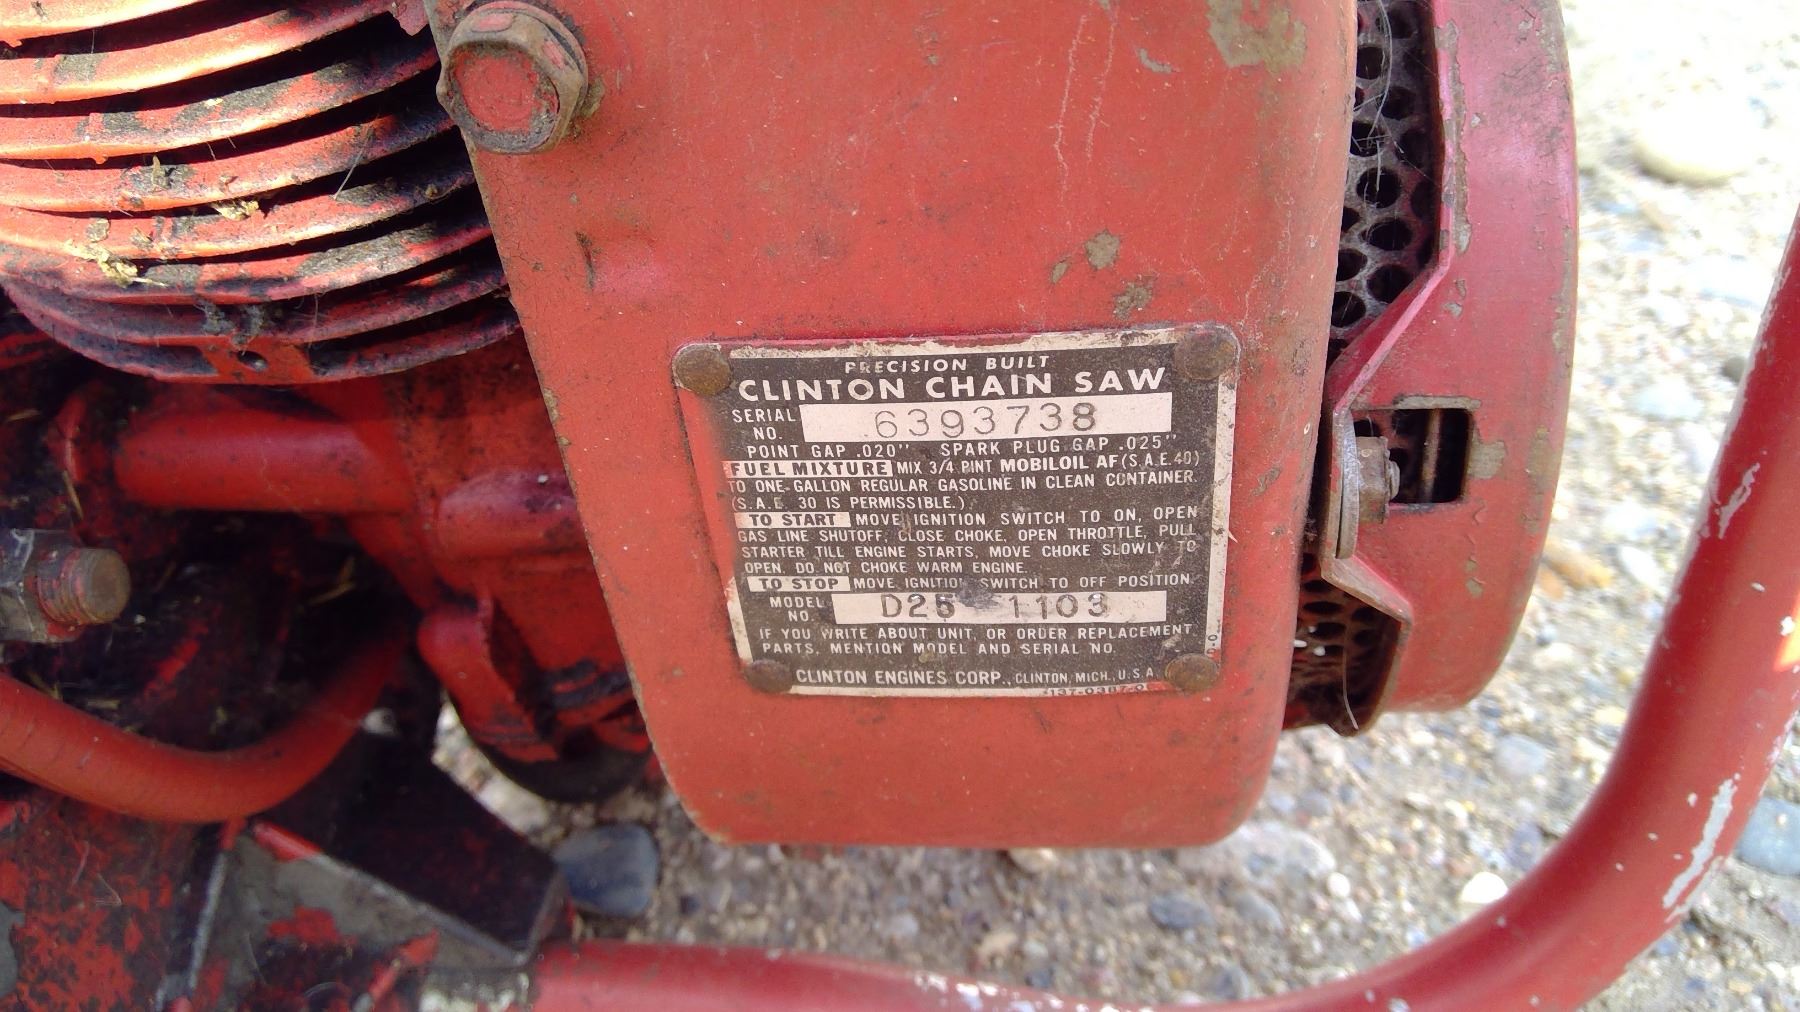 PRECISION BUILT
CLINTON CHAIN SAW
SERIAL NO. 6393738
POINT GAP .020" SPARK PLUG GAP .025"
FUEL MIXTURE MIX 3/4 PINT MOBILOIL AF (S.A.E. 40)
TO ONE GALLON REGULAR GASOLINE IN CLEAN CONTAINER.
(S.A.E. 30 IS PERMISSIBLE.)
TO START MOVE IGNITION SWITCH TO ON, OPEN
GAS LINE SHUTOFF, CLOSE CHOKE, OPEN THROTTLE, PULL
STARTER TILL ENGINE STARTS, MOVE CHOKE SLOWLY TO
OPEN. DO NOT CHOKE WARM ENGINE.
TO STOP MOVE IGNITION SWITCH TO OFF POSITION.
MODEL NO. D25 1103
IF YOU WRITE ABOUT UNIT, OR ORDER REPLACEMENT
PARTS, MENTION MODEL AND SERIAL NO.
CLINTON ENGINES CORP., CLINTON, MICH., U.S.A.